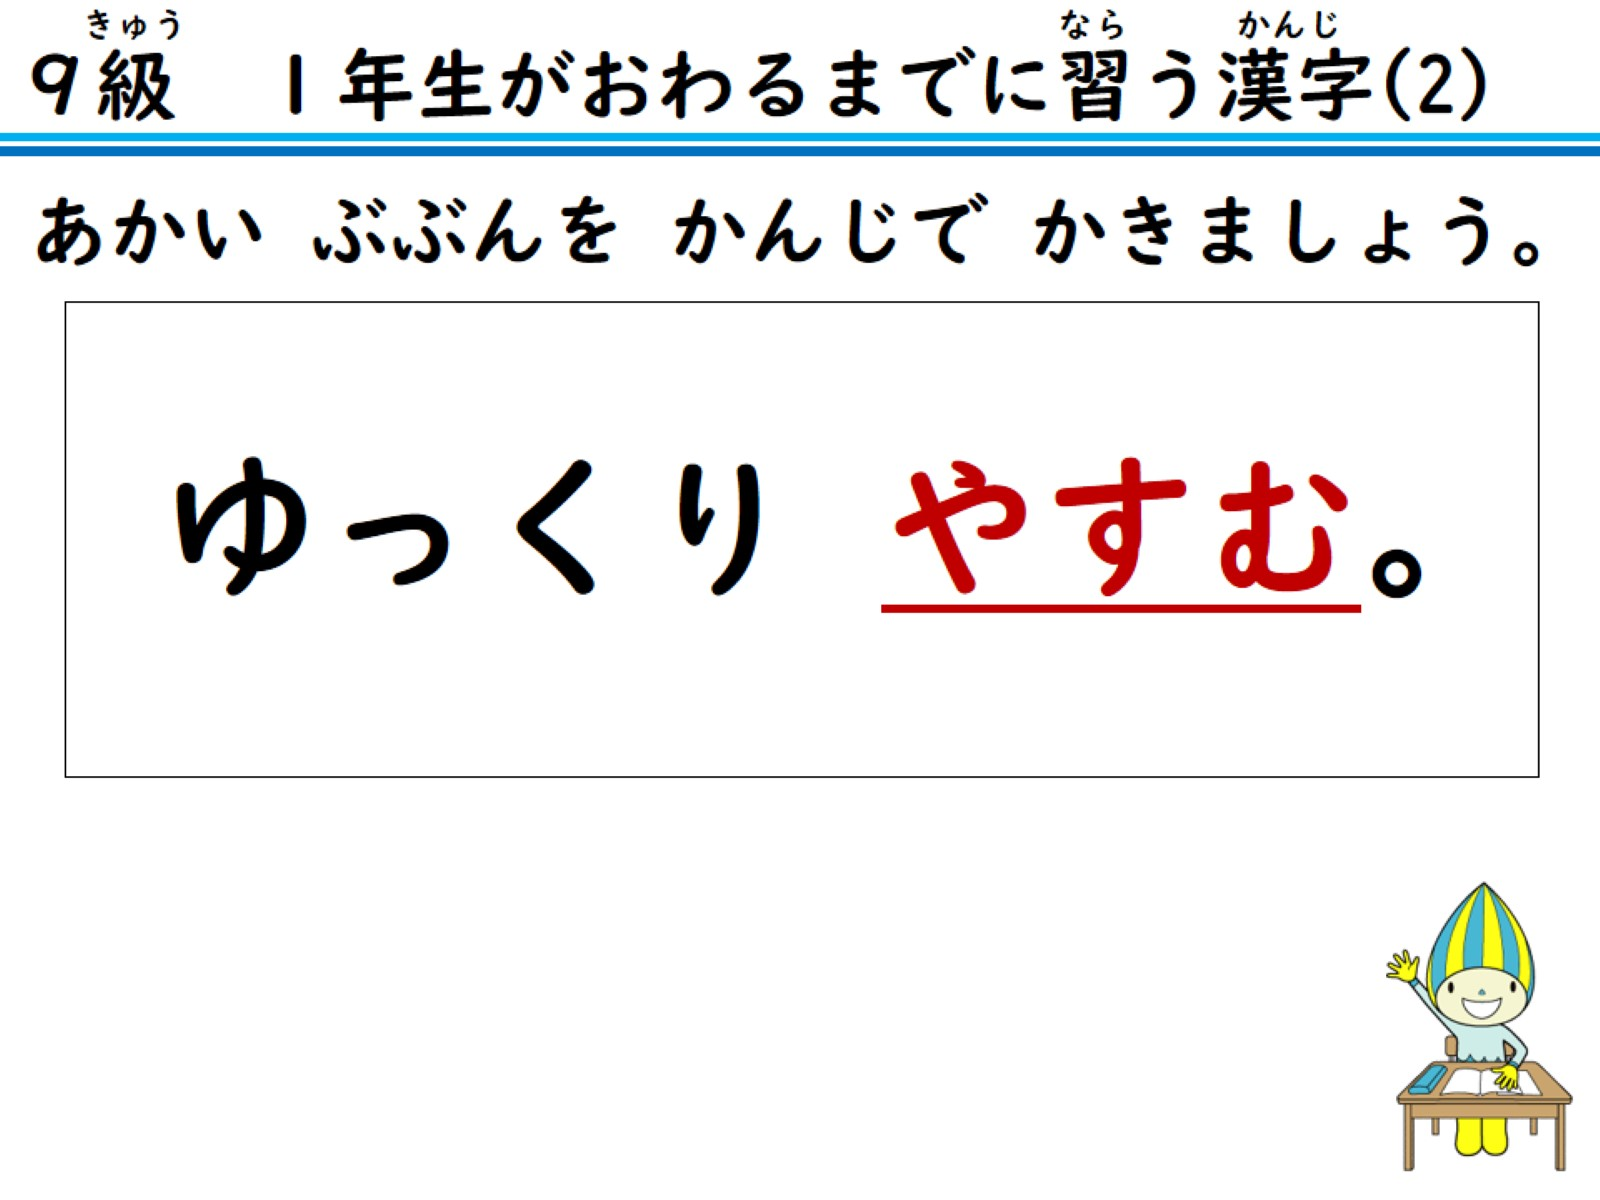 きゅう なら かんじ
9級 1年生がおわるまでに習う漢字(2)
あかい ぶぶんを かんじで かきましょう。
ゆっくり やすむ。